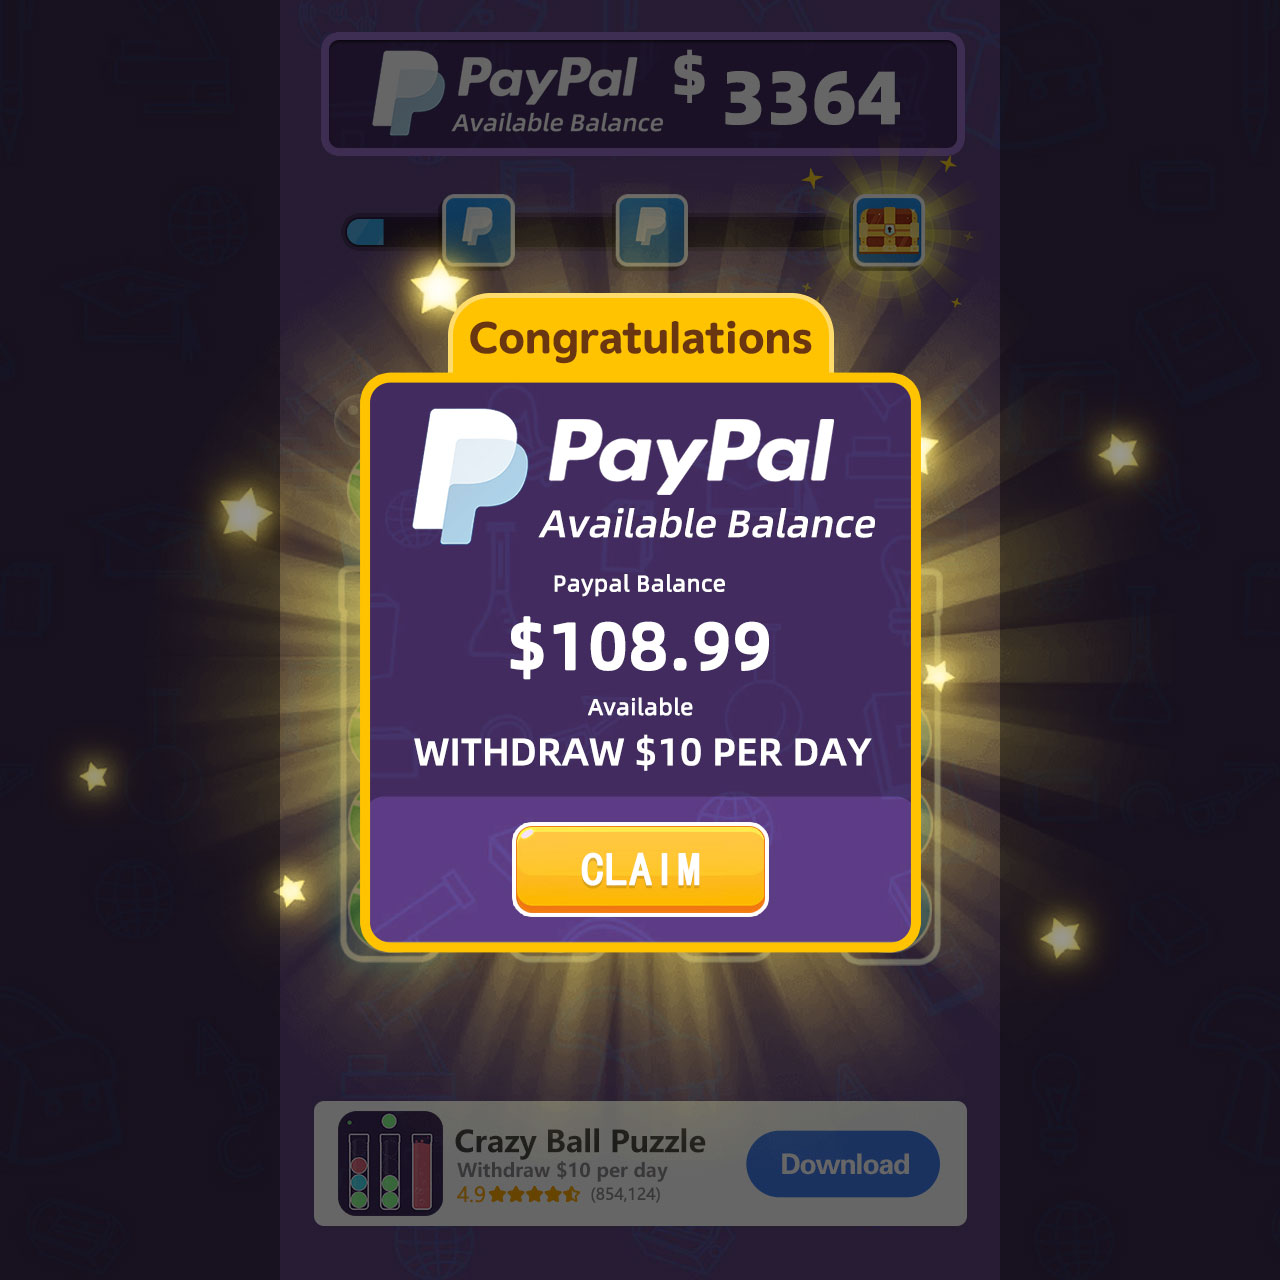 PayPal $ 3364
Available Balance
Congratulations
PayPal
Available Balance
Paypal Balance
$108.99
Available
WITHDRAW $10 PER DAY
CLAIM
Crazy Ball Puzzle
Withdraw $10 per day
4.9 (854,124)
Download